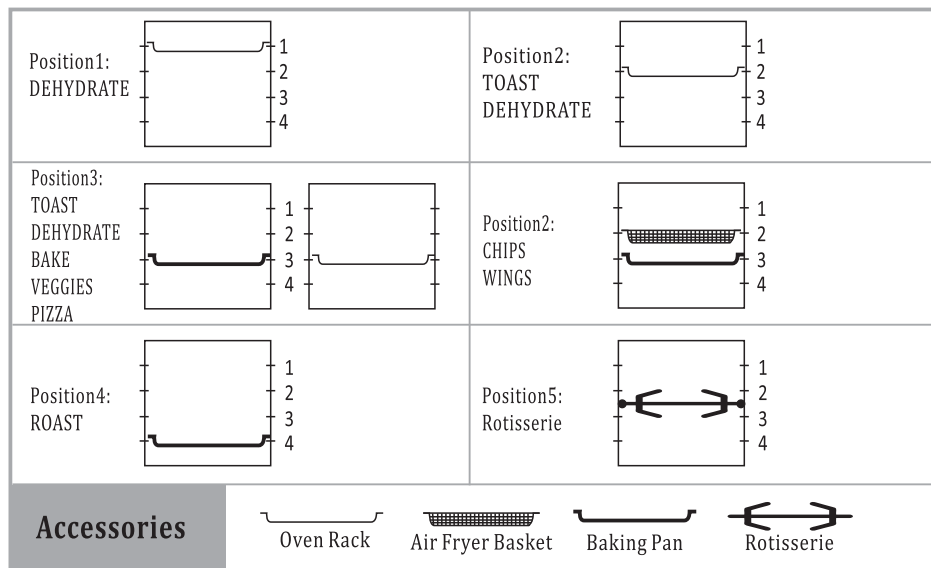 Position1:
DEHYDRATE
1
2
3
4
Position2:
TOAST
DEHYDRATE
1
2
3
4
Position3:
TOAST
DEHYDRATE
BAKE
VEGGIES
PIZZA
1
2
3
4
Position2:
CHIPS
WINGS
1
2
3
4
Position4:
ROAST
1
2
3
4
Position5:
Rotisserie
1
2
3
4
Accessories
Oven Rack
Air Fryer Basket
Baking Pan
Rotisserie